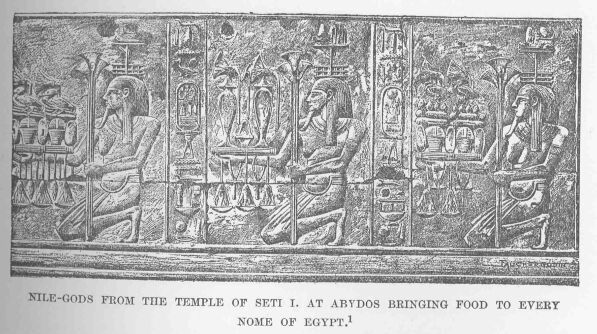 NILE-GODS FROM THE TEMPLE OF SETI I. AT ABYDOS BRINGING FOOD TO EVERY
NOME OF EGYPT.¹